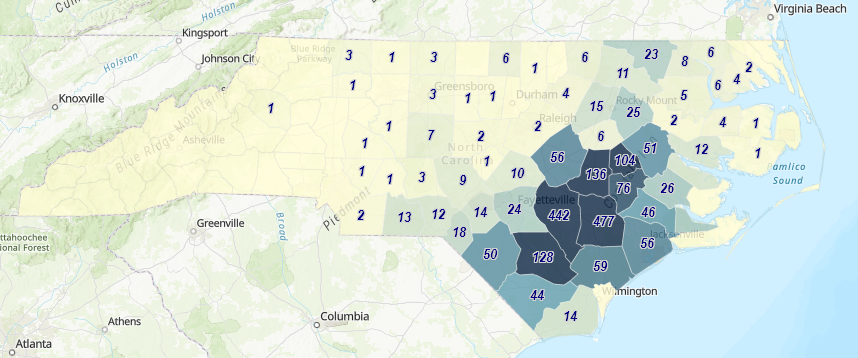 Virginia Beach
Holston
Kingsport
Blue Ridge
Parkway
Johnson City
Holston
Knoxville
Greensboro
Durham
Rocky Mount
Raleigh
Blue Ridge Mountains
Asheville
North
Carolina
Pamlico
Sound
Piedmont
Fayetteville
Greenville
Broad
Jacksonville
ttahoochee
onal Forest
Wilmington
Columbia
Athens
Atlanta
3 1 3 6 1 6 23 8 6 2
1 3 1 1 4 11 5 6 4
1 1 7 2 2 15 25 2 4 1
1 1 6 51 12 1
1 1 3 9 10 56 136 104 76 26
2 13 12 14 24 442 477 46
18 50 128 59 56
44 14